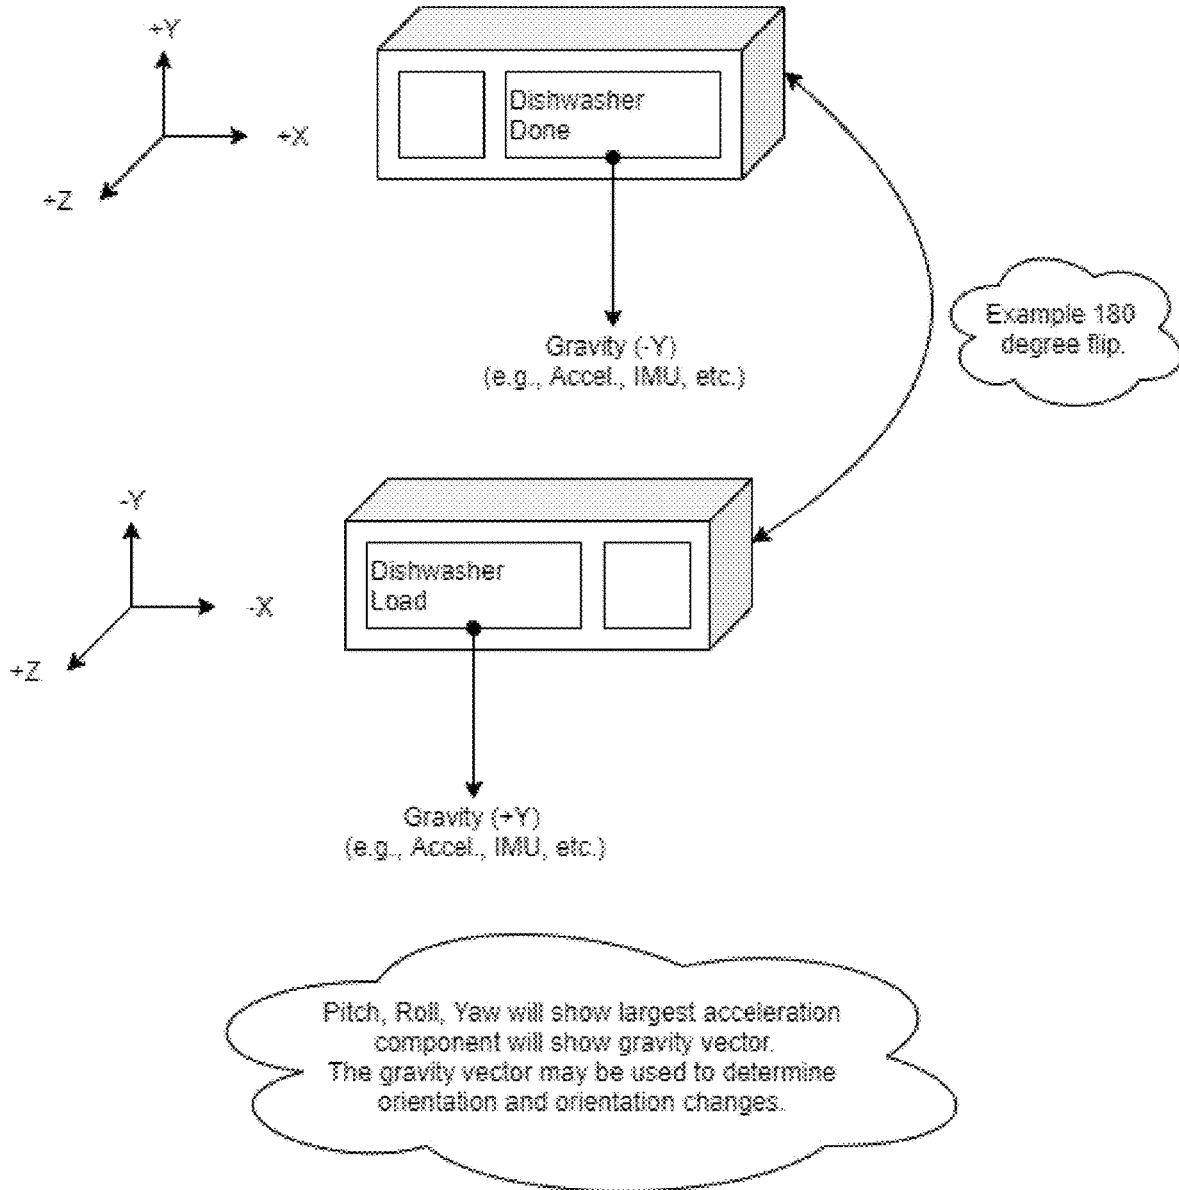 +Y
+X
+Z
Dishwasher
Done
Gravity (-Y)
(e.g., Accel., IMU, etc.)
Example 180
degree flip.
-Y
-X
+Z
Dishwasher
Load
Gravity (+Y)
(e.g., Accel., IMU, etc.)
Pitch, Roll, Yaw will show largest acceleration
component will show gravity vector.
The gravity vector may be used to determine
orientation and orientation changes.